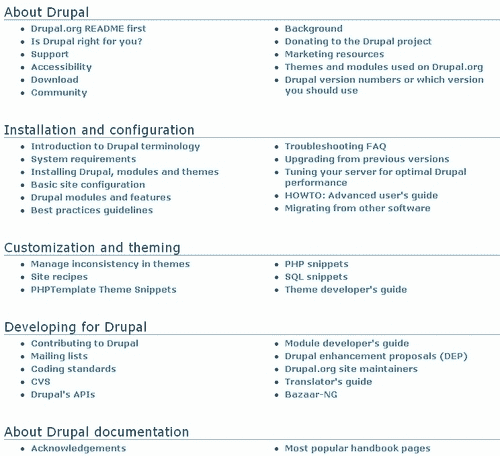 About Drupal
Drupal.org README first
Is Drupal right for you?
Support
Accessibility
Download
Community
Background
Donating to the Drupal project
Marketing resources
Themes and modules used on Drupal.org
Drupal version numbers or which version
you should use
Installation and configuration
Introduction to Drupal terminology
System requirements
Installing Drupal, modules and themes
Basic site configuration
Drupal modules and features
Best practices guidelines
Troubleshooting FAQ
Upgrading from previous versions
Tuning your server for optimal Drupal
performance
HOWTO: Advanced user's guide
Migrating from other software
Customization and theming
Manage inconsistency in themes
Site recipes
PHPTemplate Theme Snippets
PHP snippets
SQL snippets
Theme developer's guide
Developing for Drupal
Contributing to Drupal
Mailing lists
Coding standards
CVS
Drupal's APIs
Module developer's guide
Drupal enhancement proposals (DEP)
Drupal.org site maintainers
Translator's guide
Bazaar-NG
About Drupal documentation
Acknowledgements
Most popular handbook pages